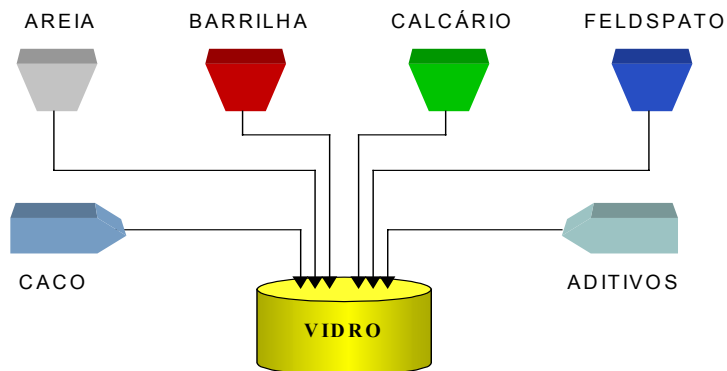 AREIA
BARRILHA
CALCÁRIO
FELDSPATO
CACO
ADITIVOS
VIDRO